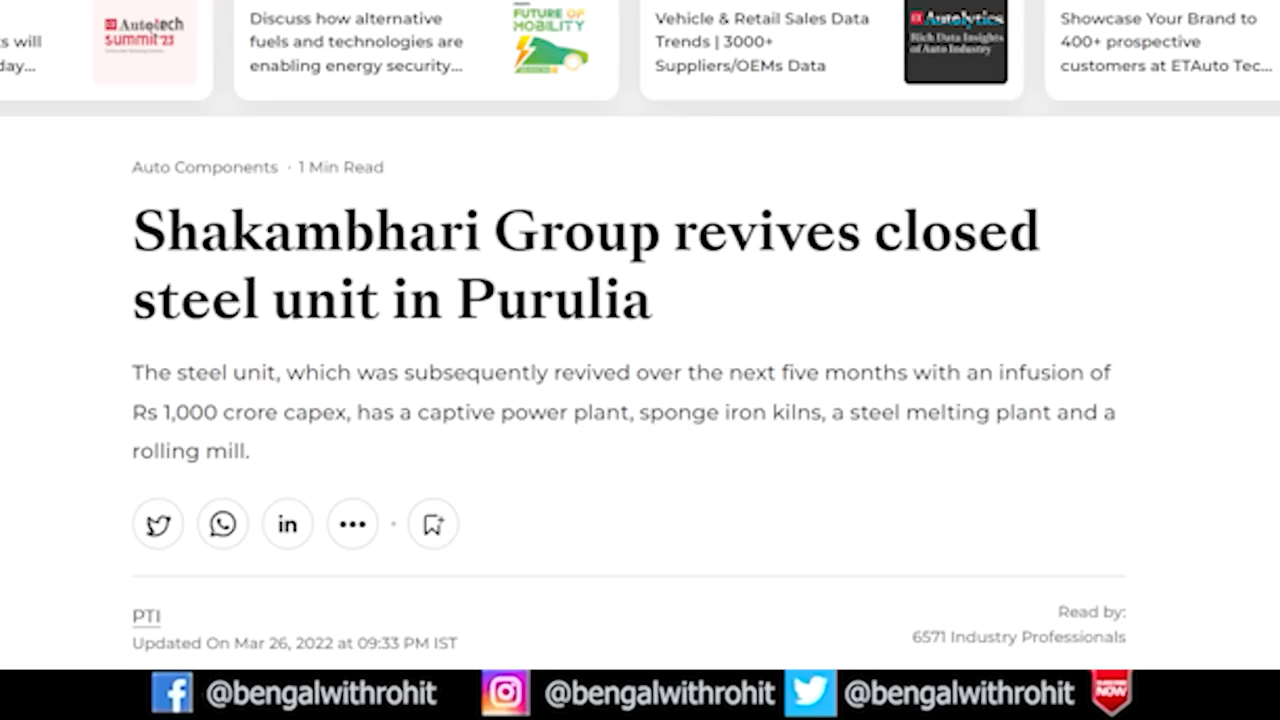 s will
day...
ET Autotech
summit'23
Discuss how alternative
fuels and technologies are
enabling energy security...
FUTURE OF
MOBILITY
Vehicle & Retail Sales Data
Trends | 3000+
Suppliers/OEMs Data
ET Autolytics
Rich Data Insights
of Auto Industry
Showcase Your Brand to
400+ prospective
customers at ETAuto Tec...
Auto Components · 1 Min Read
Shakambhari Group revives closed
steel unit in Purulia
The steel unit, which was subsequently revived over the next five months with an infusion of
Rs 1,000 crore capex, has a captive power plant, sponge iron kilns, a steel melting plant and a
rolling mill.
in
PTI
Updated On Mar 26, 2022 at 09:33 PM IST
Read by:
6571 Industry Professionals
@bengalwithrohit @bengalwithrohit @bengalwithrohit
NOW